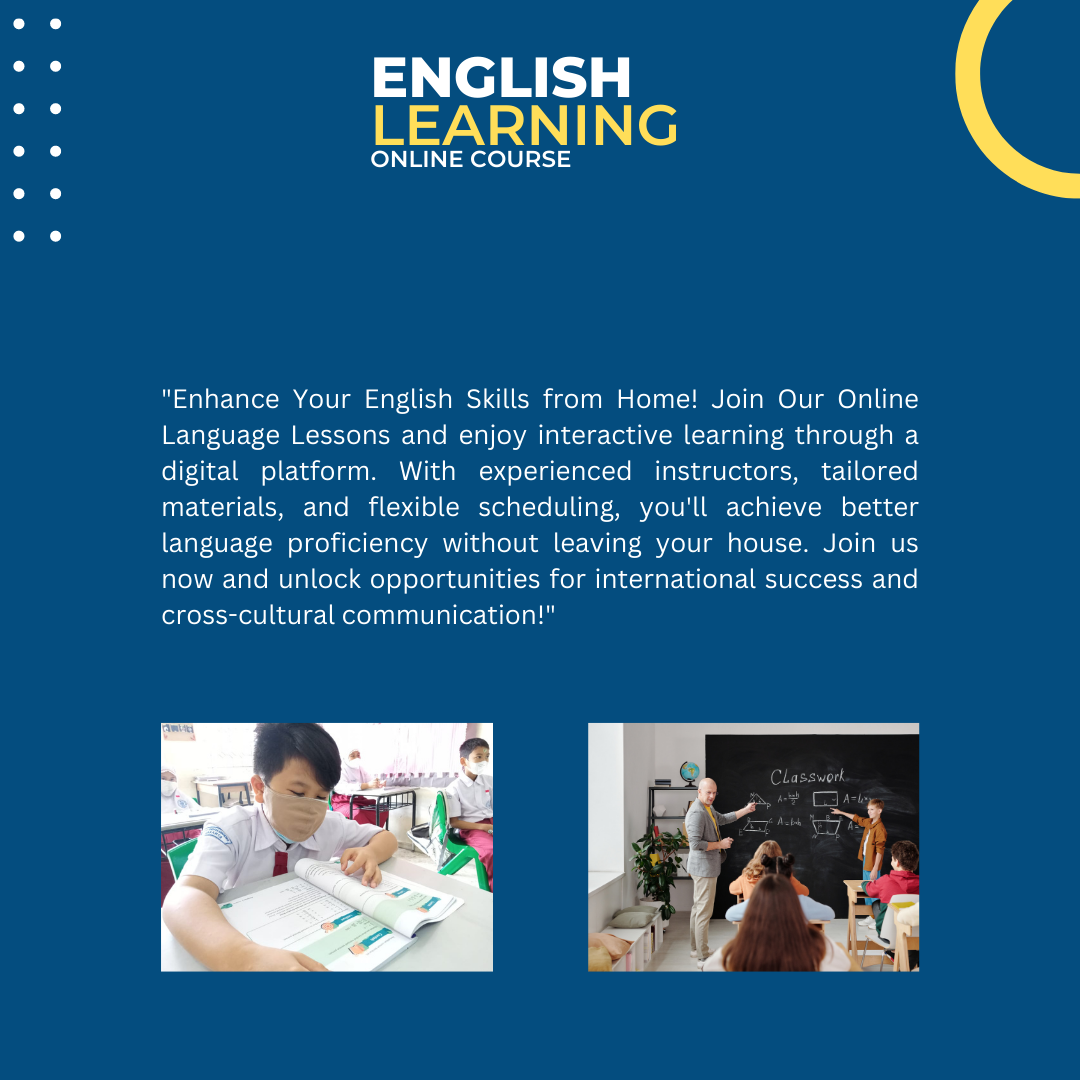 ENGLISH
LEARNING
ONLINE COURSE
"Enhance Your English Skills from Home! Join Our Online
Language Lessons and enjoy interactive learning through a
digital platform. With experienced instructors, tailored
materials, and flexible scheduling, you'll achieve better
language proficiency without leaving your house. Join us
now and unlock opportunities for international success and
cross-cultural communication!"
Classwork